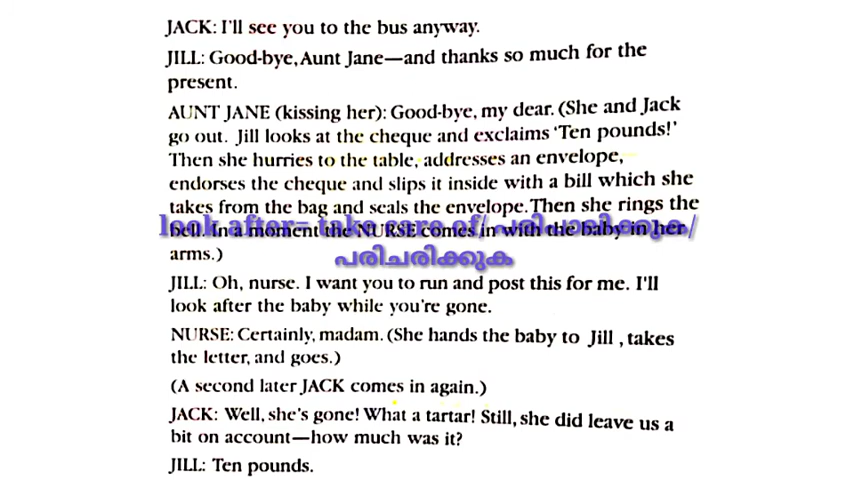 JACK: I'll see you to the bus anyway.
JILL: Good-bye, Aunt Jane—and thanks so much for the
present.
AUNT JANE (kissing her): Good-bye, my dear. (She and Jack
go out. Jill looks at the cheque and exclaims 'Ten pounds!'
Then she hurries to the table, addresses an envelope,
endorses the cheque and slips it inside with a bill which she
takes from the bag and seals the envelope. Then she rings the
bell. In a moment the NURSE comes in with the baby in her
look after= take care of/ പരിപാലിക്കുക/
arms.)
പരിചരിക്കുക
JILL: Oh, nurse. I want you to run and post this for me. I'll
look after the baby while you're gone.
NURSE: Certainly, madam. (She hands the baby to Jill , takes
the letter, and goes.)
(A second later JACK comes in again.)
JACK: Well, she's gone! What a tartar! Still, she did leave us a
bit on account—how much was it?
JILL: Ten pounds.